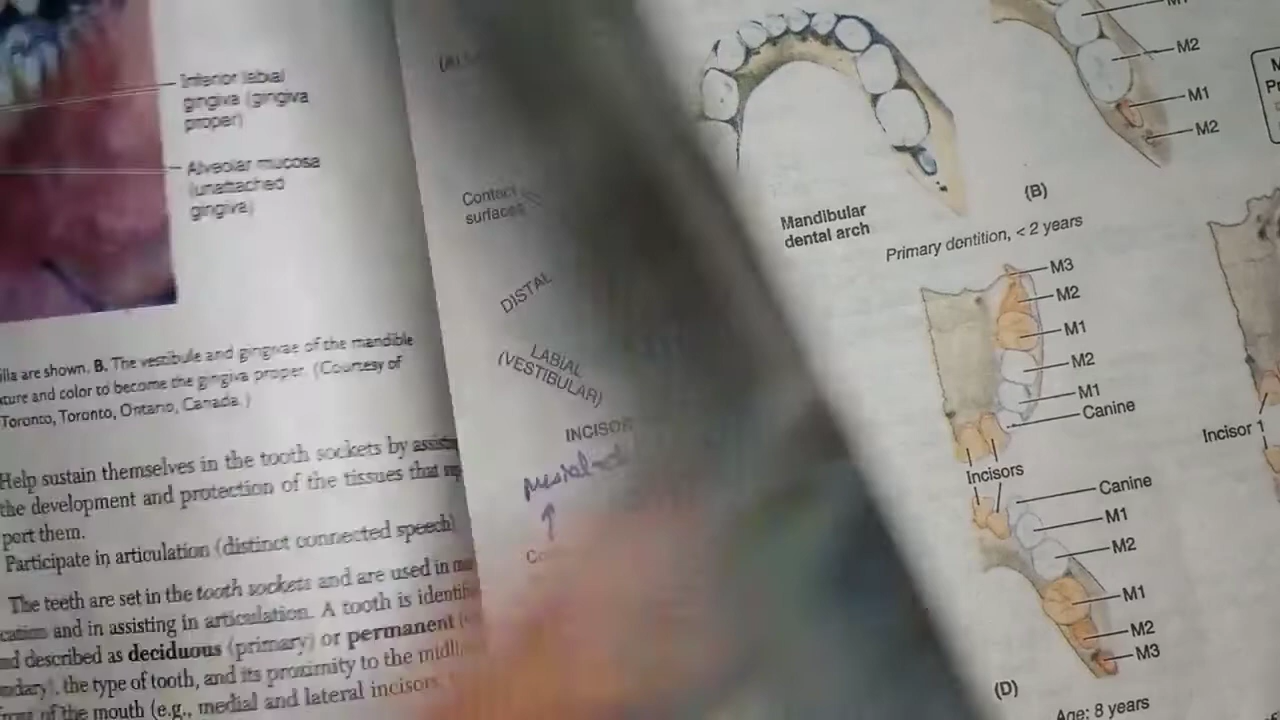 Inferior labial
gingiva (gingiva
proper)
Alveolar mucosa
(unattached
gingiva)
illa are shown. B. The vestibule and gingivae of the mandible
ture and color to become the gingiva proper. (Courtesy of
Toronto, Toronto, Ontario, Canada.)
Help sustain themselves in the tooth sockets by
the development and protection of the tissues that
port them.
Participate in articulation (distinct connected speech)
The teeth are set in the tooth sockets and are used in
and in assisting in articulation. A tooth is
described as deciduous (primary) or permanent
the type of tooth, and its proximity to the
of the mouth (e.g., medial and lateral incisors
Contact
surfaces
DISTAL
LABIAL
(VESTIBULAR)
INCISOR
Mandibular
dental arch
M2
M1
M2
(B)
Primary dentition, < 2 years
M3
M2
M1
M2
M1
Canine
Incisors
Canine
M1
M2
M1
M2
M3
(D)
Age: 8 years
Incisor 1